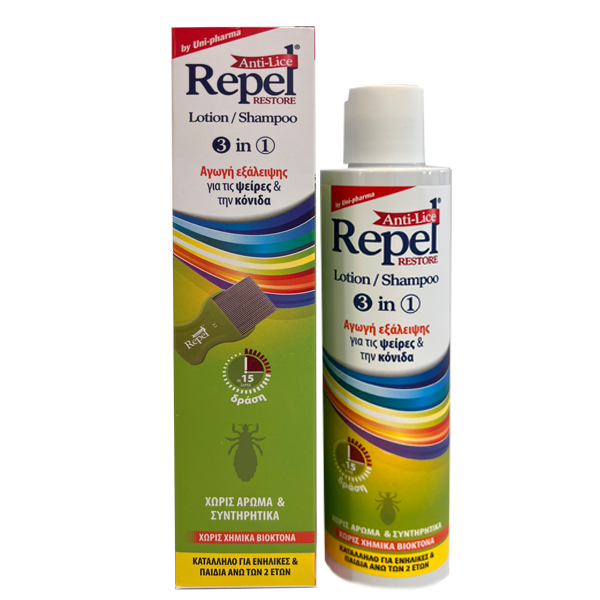 by Uni-pharma
Anti-Lice
Repel®
RESTORE
Lotion / Shampoo
3 in 1
Αγωγή εξάλειψης
για τις ψείρες &
την κόνιδα
Repel
15
δράση
ΧΩΡΙΣ ΑΡΩΜΑ &
ΣΥΝΤΗΡΗΤΙΚΑ
ΧΩΡΙΣ ΧΗΜΙΚΑ ΒΙΟΚΤΟΝΑ
ΚΑΤΑΛΛΗΛΟ ΓΙΑ ΕΝΗΛΙΚΕΣ &
ΠΑΙΔΙΑ ΑΝΩ ΤΩΝ 2 ΕΤΩΝ
by Uni-pharma
Anti-Lice
Repel®
RESTORE
Lotion / Shampoo
3 in 1
Αγωγή εξάλειψης
για τις ψείρες &
την κόνιδα
15
δράση
ΧΩΡΙΣ ΑΡΩΜΑ & ΣΥΝΤΗΡΗΤΙΚΑ
ΧΩΡΙΣ ΧΗΜΙΚΑ ΒΙΟΚΤΟΝΑ
ΚΑΤΑΛΛΗΛΟ ΓΙΑ ΕΝΗΛΙΚΕΣ &
ΠΑΙΔΙΑ ΑΝΩ ΤΩΝ 2 ΕΤΩΝ